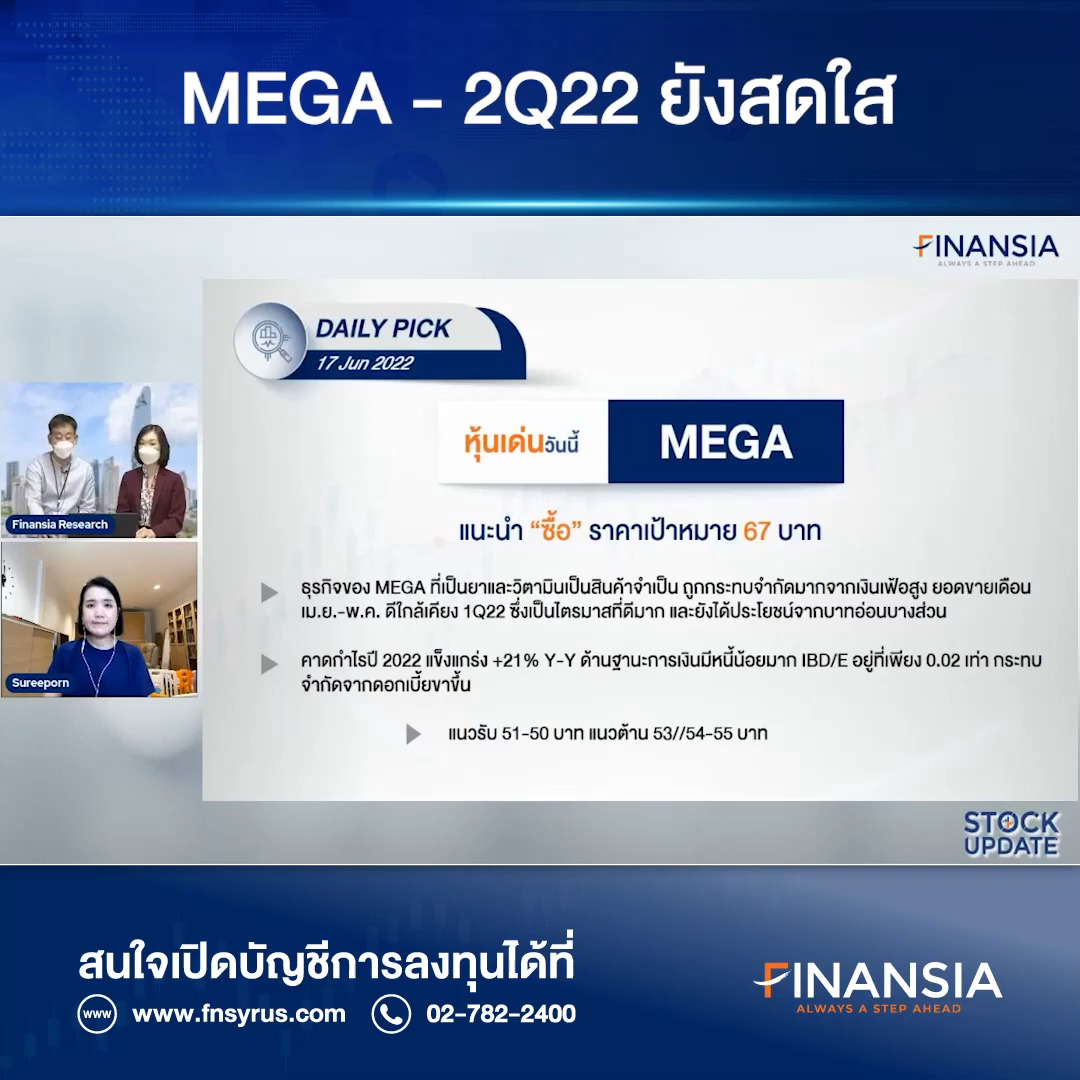 MEGA – 2Q22 ยังสดใส
FINANSIA
ALWAYS A STEP AHEAD
DAILY PICK
17 Jun 2022
หุ้นเด่นวันนี้
MEGA
แนะนำ “ซื้อ” ราคาเป้าหมาย 67 บาท
ธุรกิจของ MEGA ที่เป็นยาและวิตามินเป็นสินค้าจำเป็น ถูกกระทบจำกัดมากจากเงินเฟ้อสูง ยอดขายเดือน
เม.ย.-พ.ค. ดีใกล้เคียง 1Q22 ซึ่งเป็นไตรมาสที่ดีมาก และยังได้ประโยชน์จากบาทอ่อนบางส่วน
คาดกำไรปี 2022 แข็งแกร่ง +21% Y-Y ด้านฐานะการเงินมีหนี้น้อยมาก IBD/E อยู่ที่เพียง 0.02 เท่า กระทบ
จำกัดจากดอกเบี้ยขาขึ้น
แนวรับ 51-50 บาท แนวต้าน 53//54-55 บาท
Finansia Research
Sureeporn
STOCK
UPDATE
สนใจเปิดบัญชีการลงทุนได้ที่
www www.fnsyrus.com 02-782-2400
FINANSIA
ALWAYS A STEP AHEAD